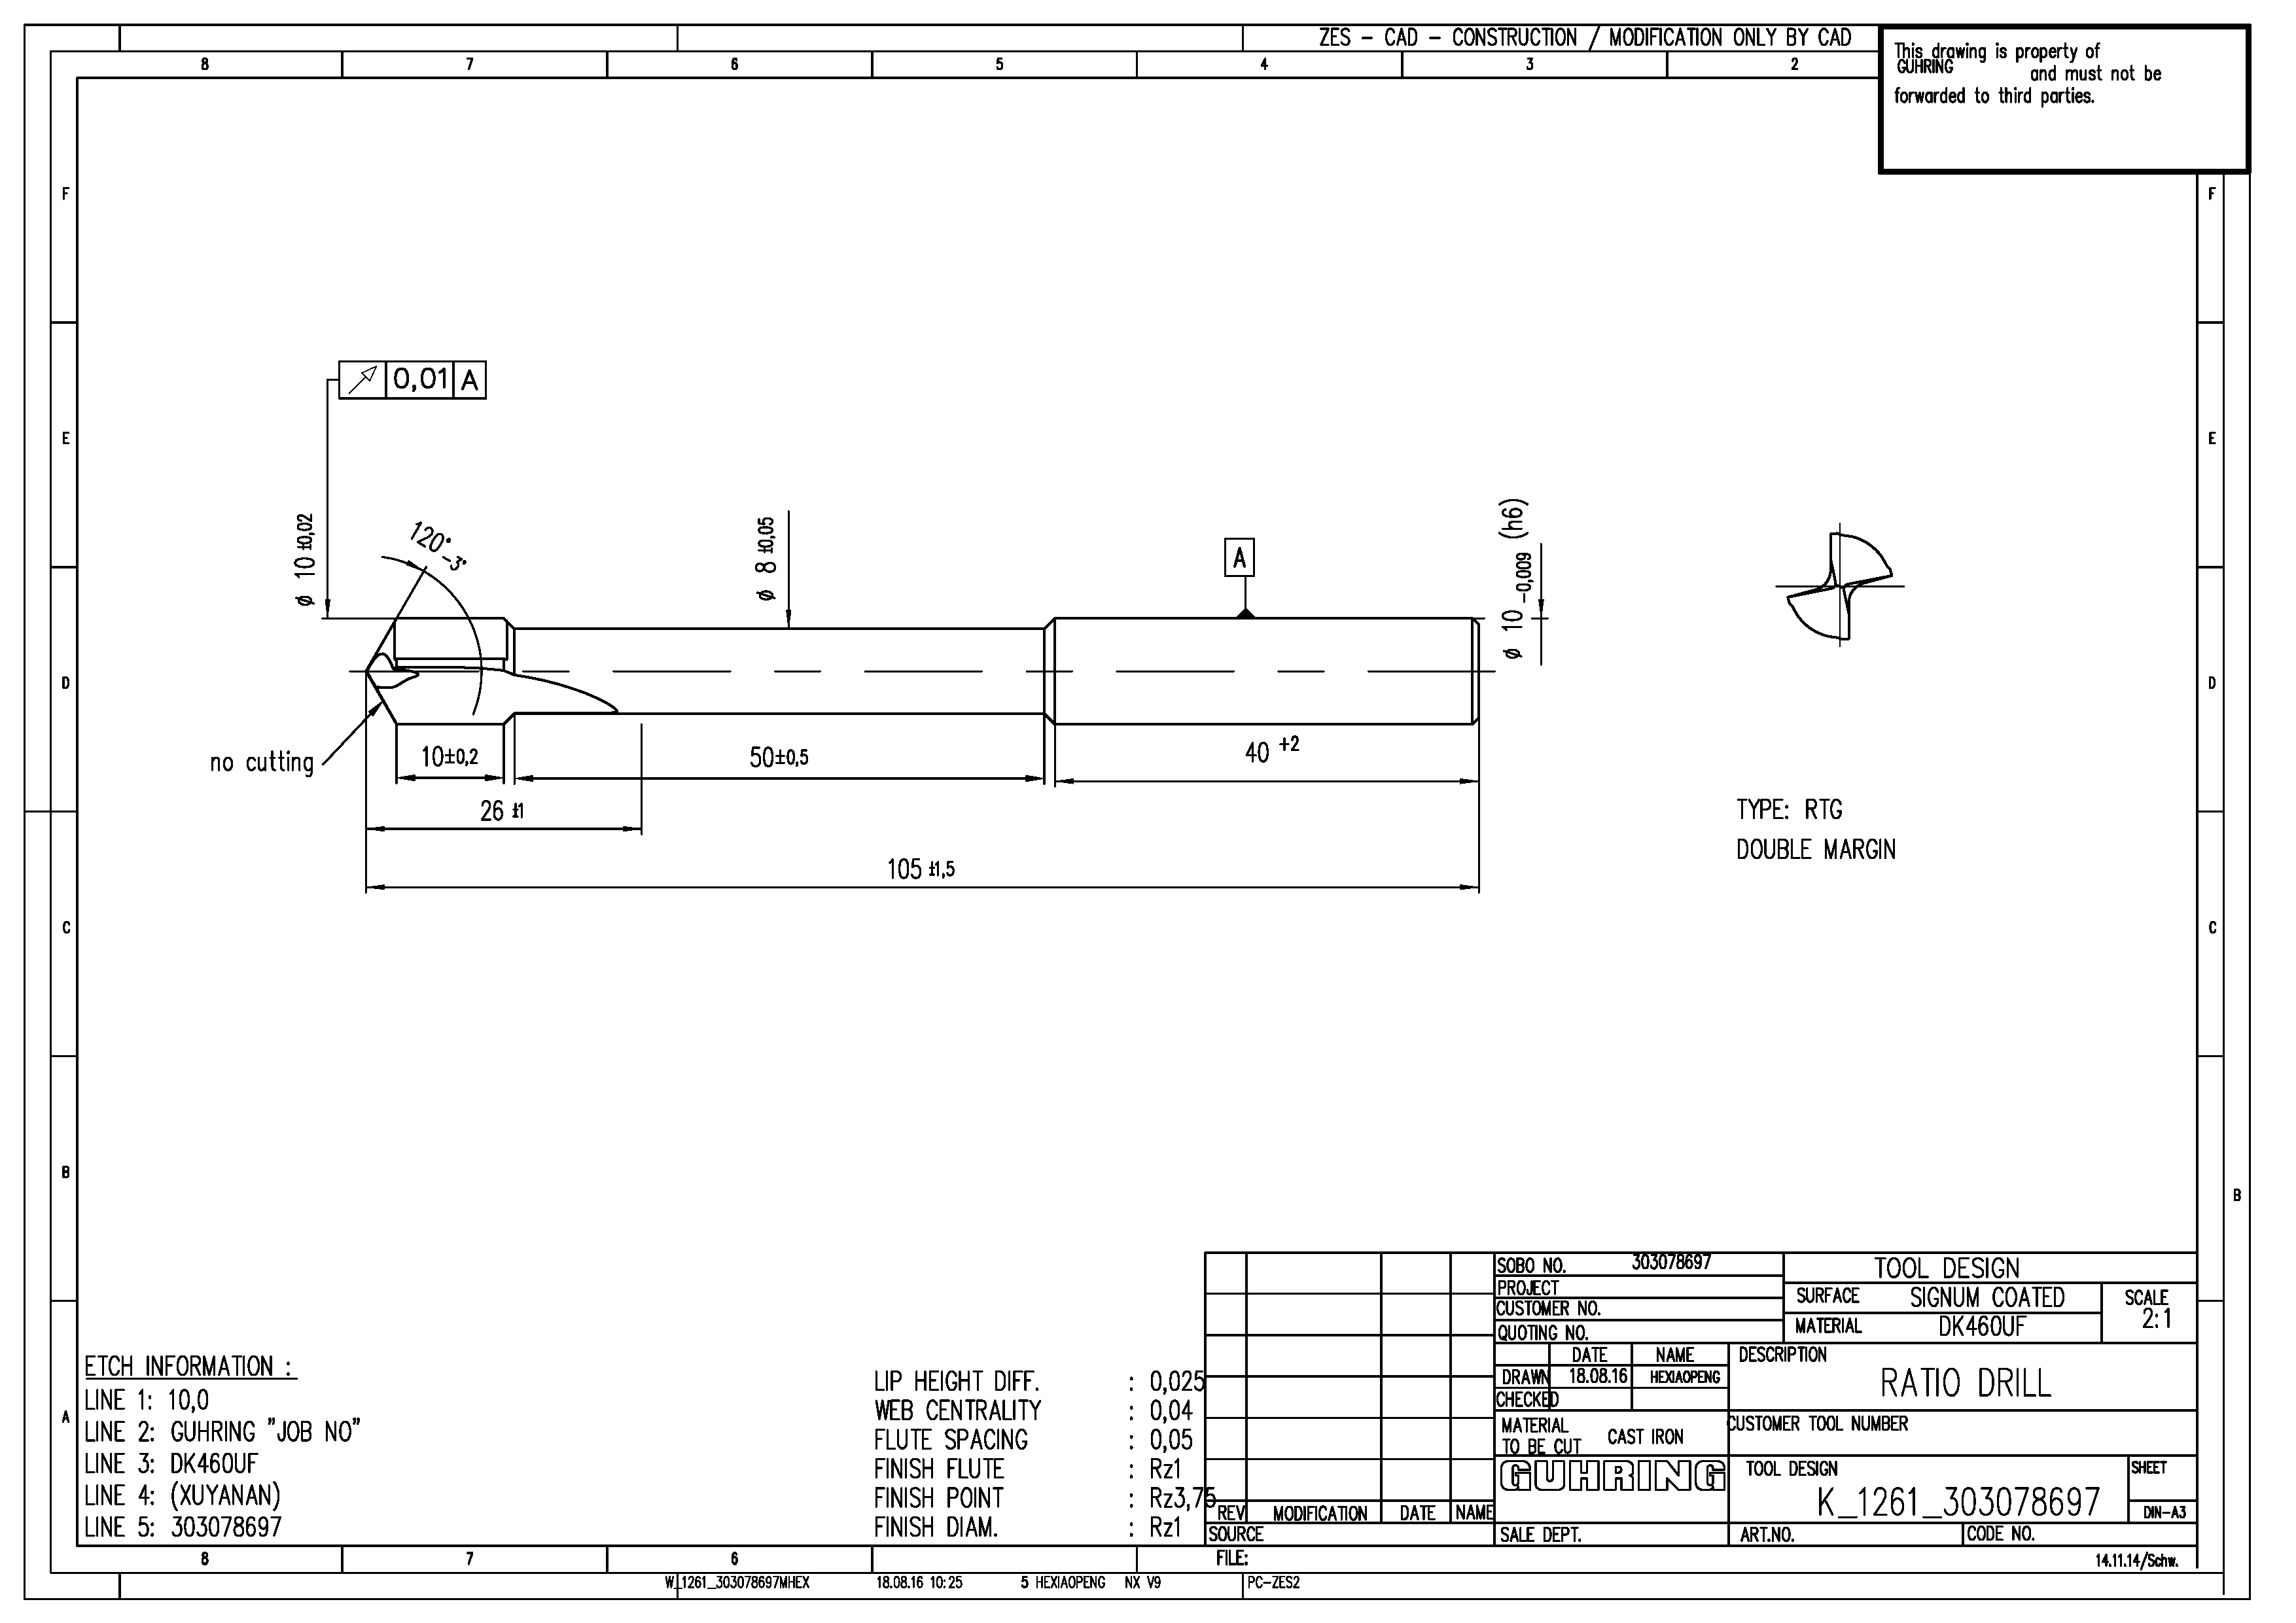 ZES - CAD - CONSTRUCTION / MODIFICATION ONLY BY CAD
This drawing is property of
GUHRING and must not be
forwarded to third parties.
8 7 6 5 4 3 2
F F
E E
D D
C C
B B
A
0,01 A
ø 10 ±0,02
120° -3°
ø 8 ±0,05
A
ø 10 -0,009 (h6)
no cutting
10±0,2
50±0,5
40 +2
26 ±1
105 ±1,5
TYPE: RTG
DOUBLE MARGIN
ETCH INFORMATION :
LINE 1: 10,0
LINE 2: GUHRING "JOB NO"
LINE 3: DK460UF
LINE 4: (XUYANAN)
LINE 5: 303078697
LIP HEIGHT DIFF. : 0,025
WEB CENTRALITY : 0,04
FLUTE SPACING : 0,05
FINISH FLUTE : Rz1
FINISH POINT : Rz3,75
FINISH DIAM. : Rz1
REV MODIFICATION DATE NAME
SOURCE
FILE:
SOBO NO. 303078697
PROJECT
CUSTOMER NO.
QUOTING NO.
DATE NAME
DRAWN 18.08.16 HEXIAOPENG
CHECKED
MATERIAL
TO BE CUT CAST IRON
GUHRING
SALE DEPT.
TOOL DESIGN
SURFACE SIGNUM COATED
MATERIAL DK460UF
SCALE
2:1
DESCRIPTION
RATIO DRILL
CUSTOMER TOOL NUMBER
TOOL DESIGN
K_1261_303078697
SHEET
DIN-A3
ART.NO. CODE NO.
14.11.14/Schw.
8 7 6
W_1261_303078697MHEX 18.08.16 10:25 5 HEXIAOPENG NX V9 PC-ZES2